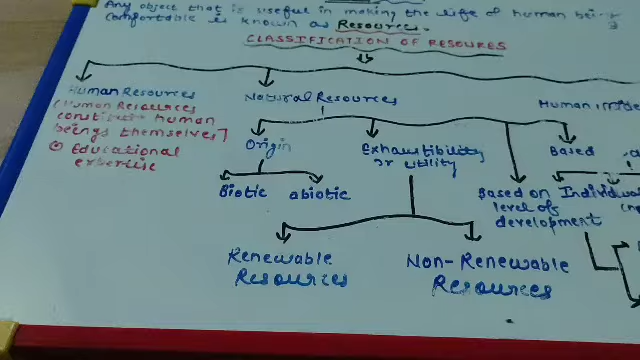 Any object that is useful in making the life of human being
comfortable is known as Resources.
CLASSIFICATION OF RESOURES
Human Resources
(Human Resources
constitute human
beings themselves)
Educational
expertise
Natural Resources
Origin
Biotic abiotic
Exhaustibility
or utility
Renewable
Resources
Non-Renewable
Resources
Based on
level of
development
Human
Based